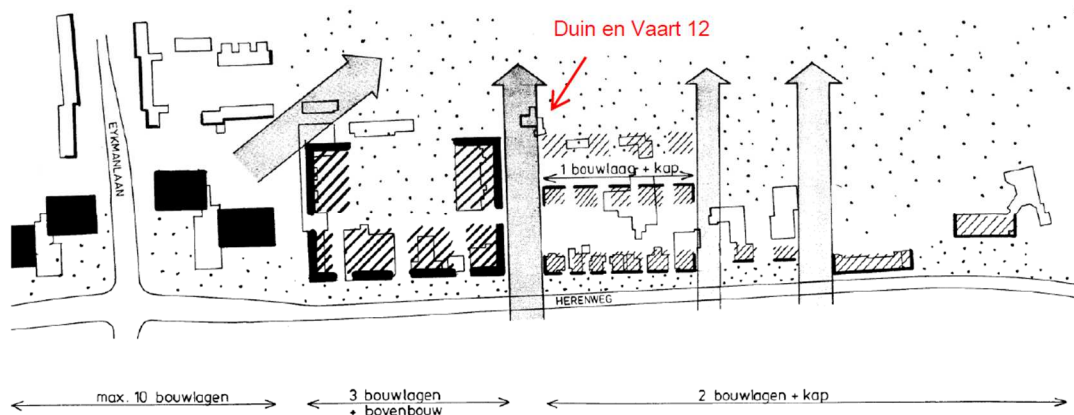 Duin en Vaart 12
EYKMANLAAN
1 bouwlaag + kap
HERENWEG
max. 10 bouwlagen
3 bouwlagen
+ bovenbouw
2 bouwlagen + kap